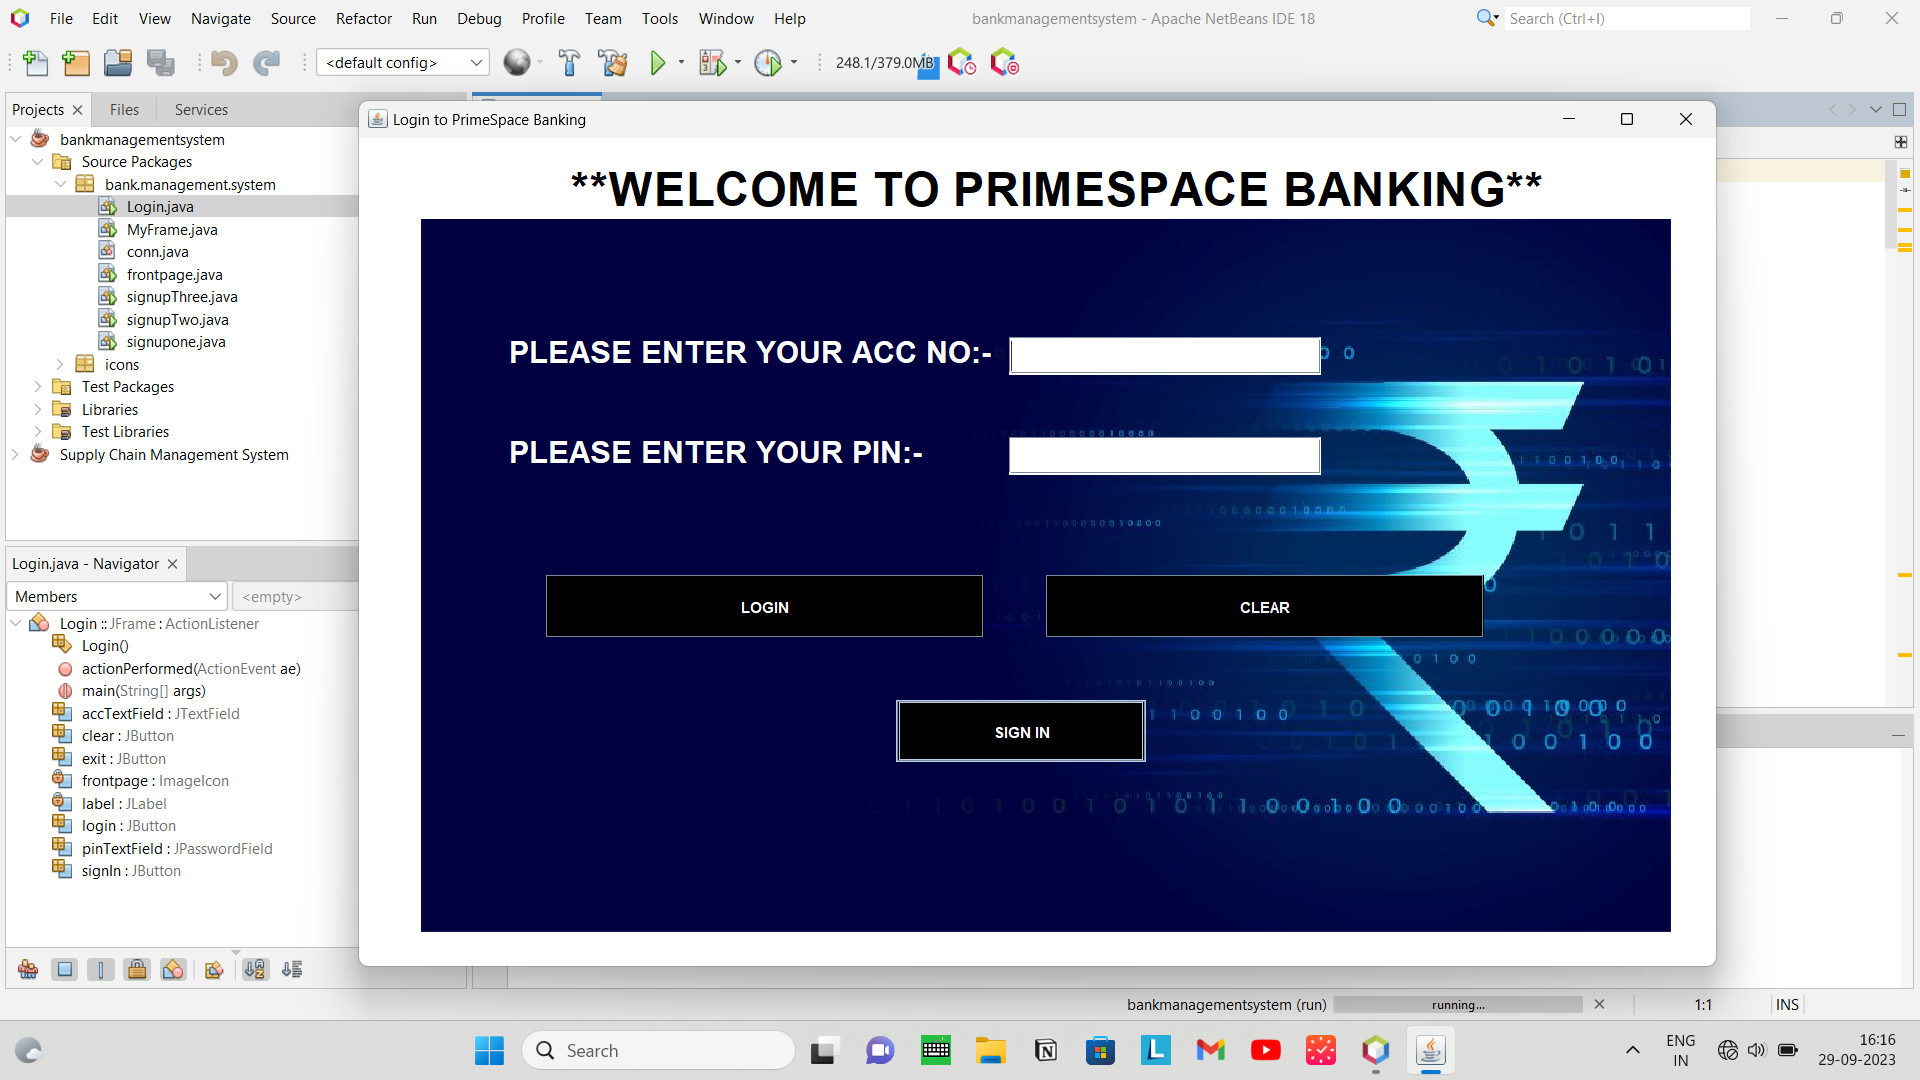 File Edit View Navigate Source Refactor Run Debug Profile Team Tools Window Help
bankmanagementsystem - Apache NetBeans IDE 18
Search (Ctrl+I)
<default config>
248.1/379.0MB
Projects
Files
Services
bankmanagementsystem
Source Packages
bank.management.system
Login.java
MyFrame.java
conn.java
frontpage.java
signupThree.java
signupTwo.java
signupone.java
icons
Test Packages
Libraries
Test Libraries
Supply Chain Management System
Login.java - Navigator
Members
<empty>
Login :: JFrame : ActionListener
Login()
actionPerformed(ActionEvent ae)
main(String[] args)
accTextField : JTextField
clear : JButton
exit : JButton
frontpage : ImageIcon
label : JLabel
login : JButton
pinTextField : JPasswordField
signIn : JButton
Login to PrimeSpace Banking
**WELCOME TO PRIMESPACE BANKING**
PLEASE ENTER YOUR ACC NO:-
PLEASE ENTER YOUR PIN:-
LOGIN
CLEAR
SIGN IN
bankmanagementsystem (run)
running...
1:1
INS
Search
ENG
IN
16:16
29-09-2023